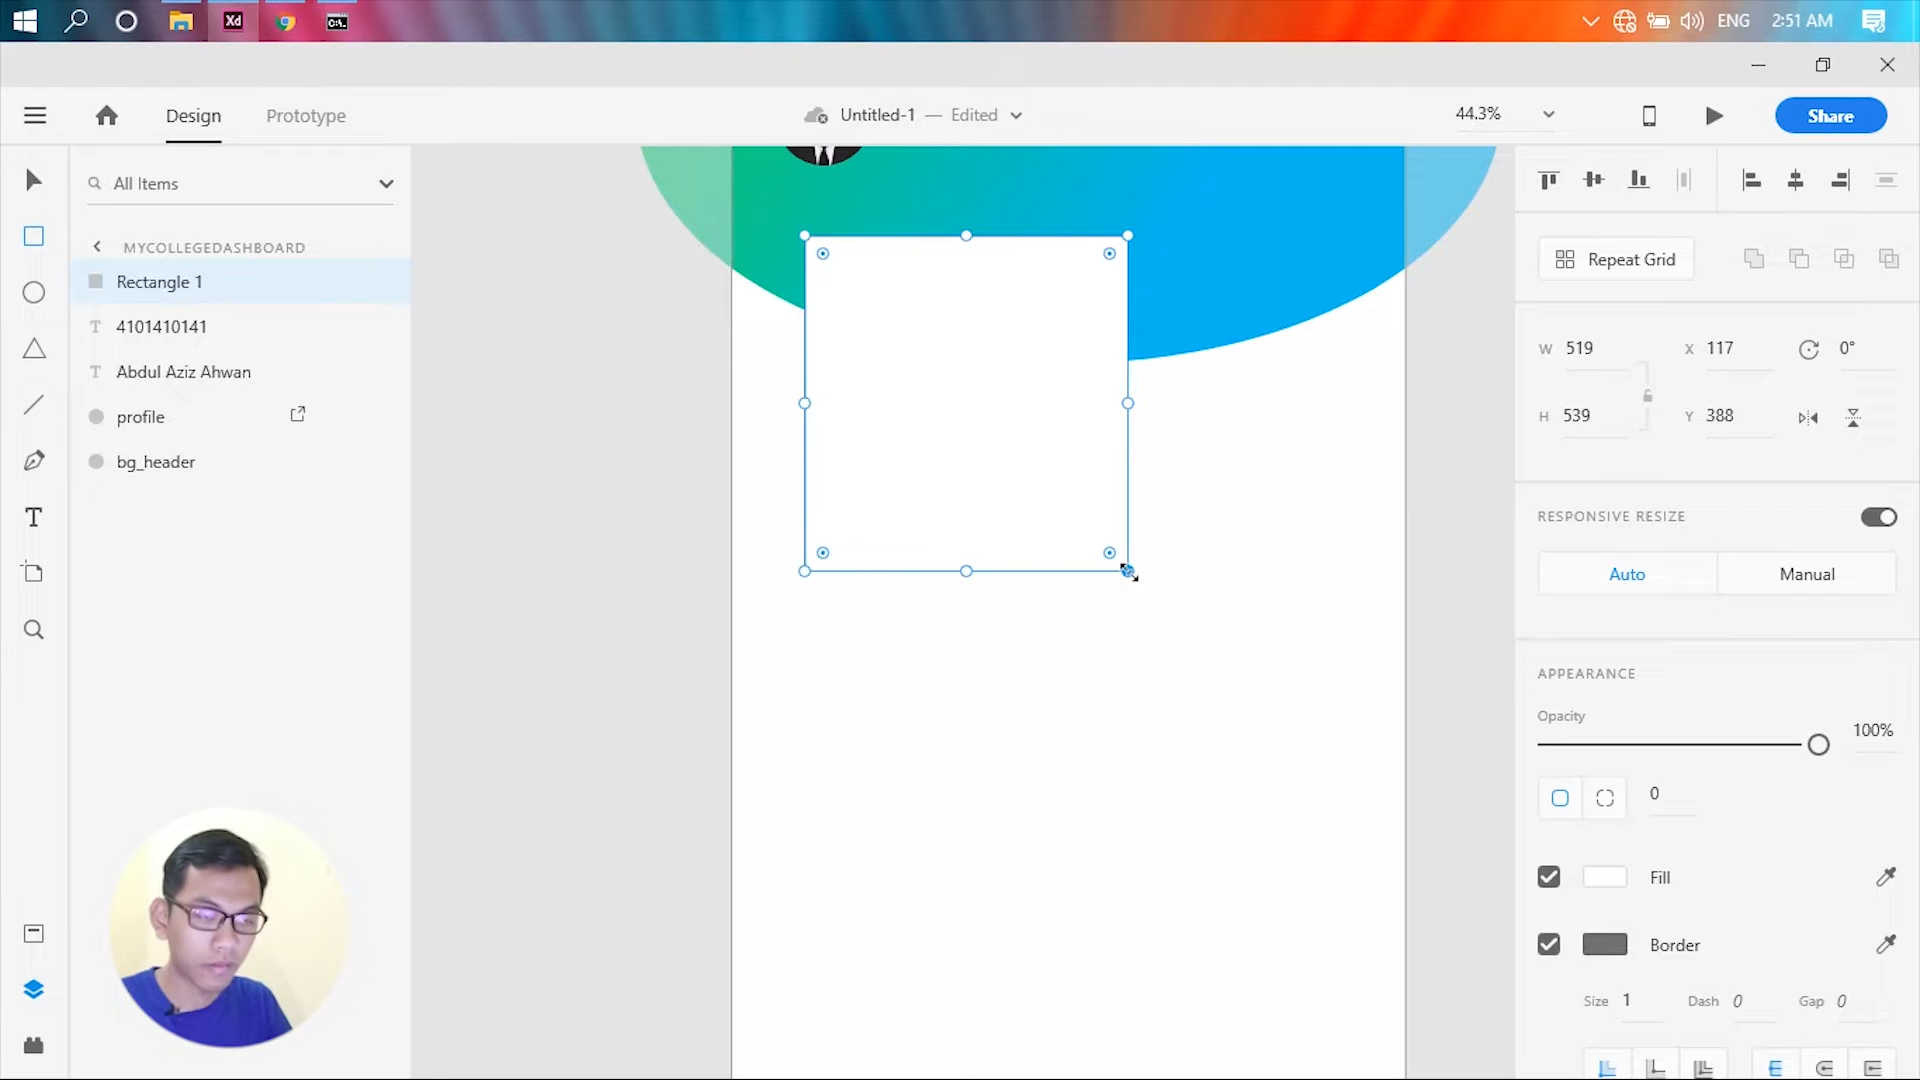 Xd
C:\.
ENG
2:51 AM
Design
Prototype
Untitled-1 — Edited
44.3%
Share
All Items
MYCOLLEGEDASHBOARD
Rectangle 1
T 4101410141
T Abdul Aziz Ahwan
profile
bg_header
T
Repeat Grid
W 519
X 117
0°
H 539
Y 388
RESPONSIVE RESIZE
Auto
Manual
APPEARANCE
Opacity
100%
0
Fill
Border
Size 1
Dash 0
Gap 0